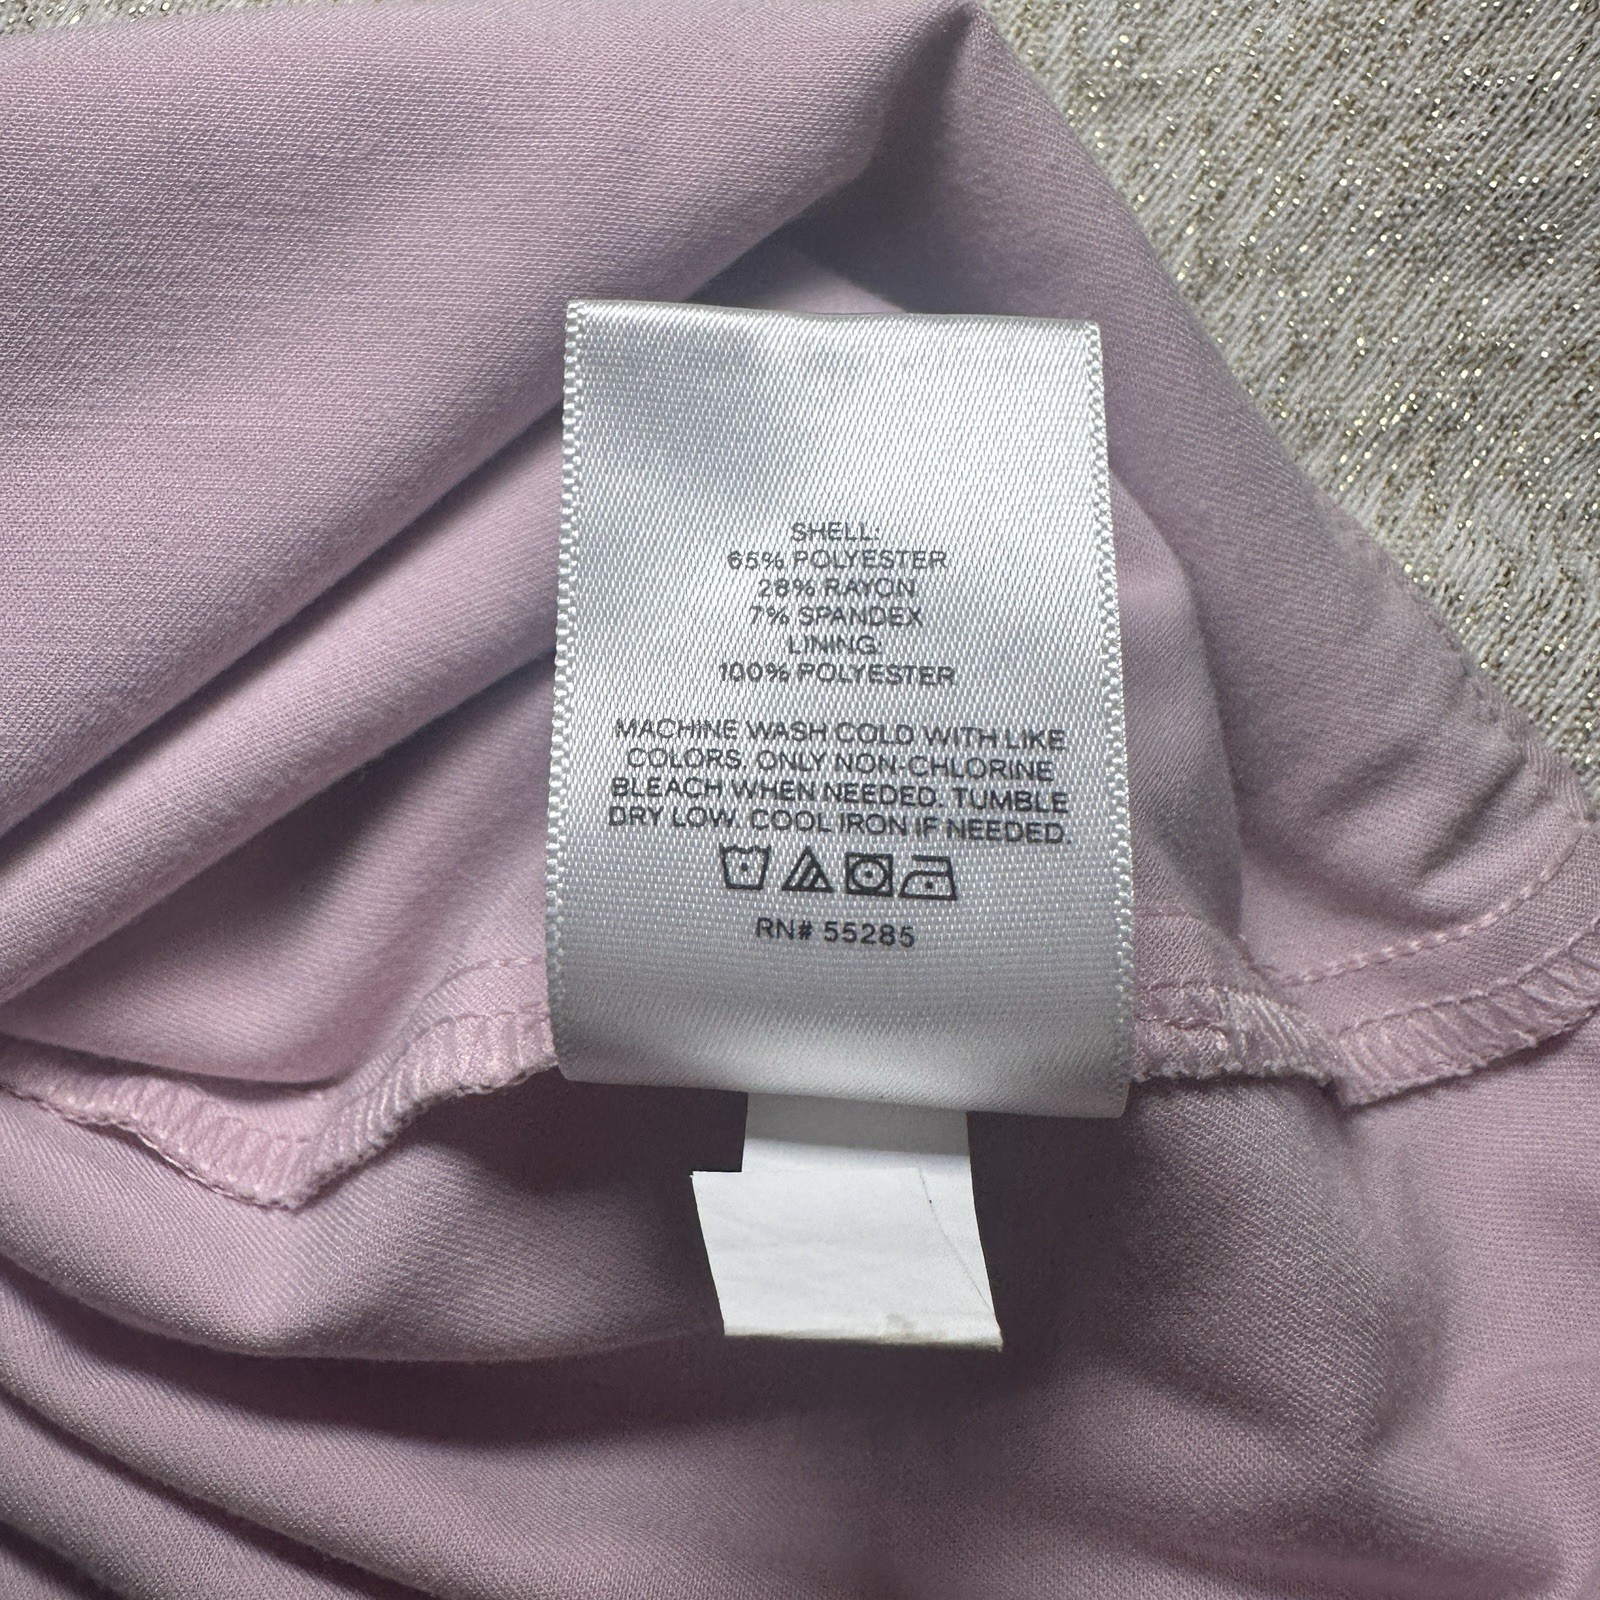 SHELL:
65% POLYESTER
28% RAYON
7% SPANDEX
LINING:
100% POLYESTER
MACHINE WASH COLD WITH LIKE
COLORS. ONLY NON-CHLORINE
BLEACH WHEN NEEDED. TUMBLE
DRY LOW. COOL IRON IF NEEDED.
RN# 55285